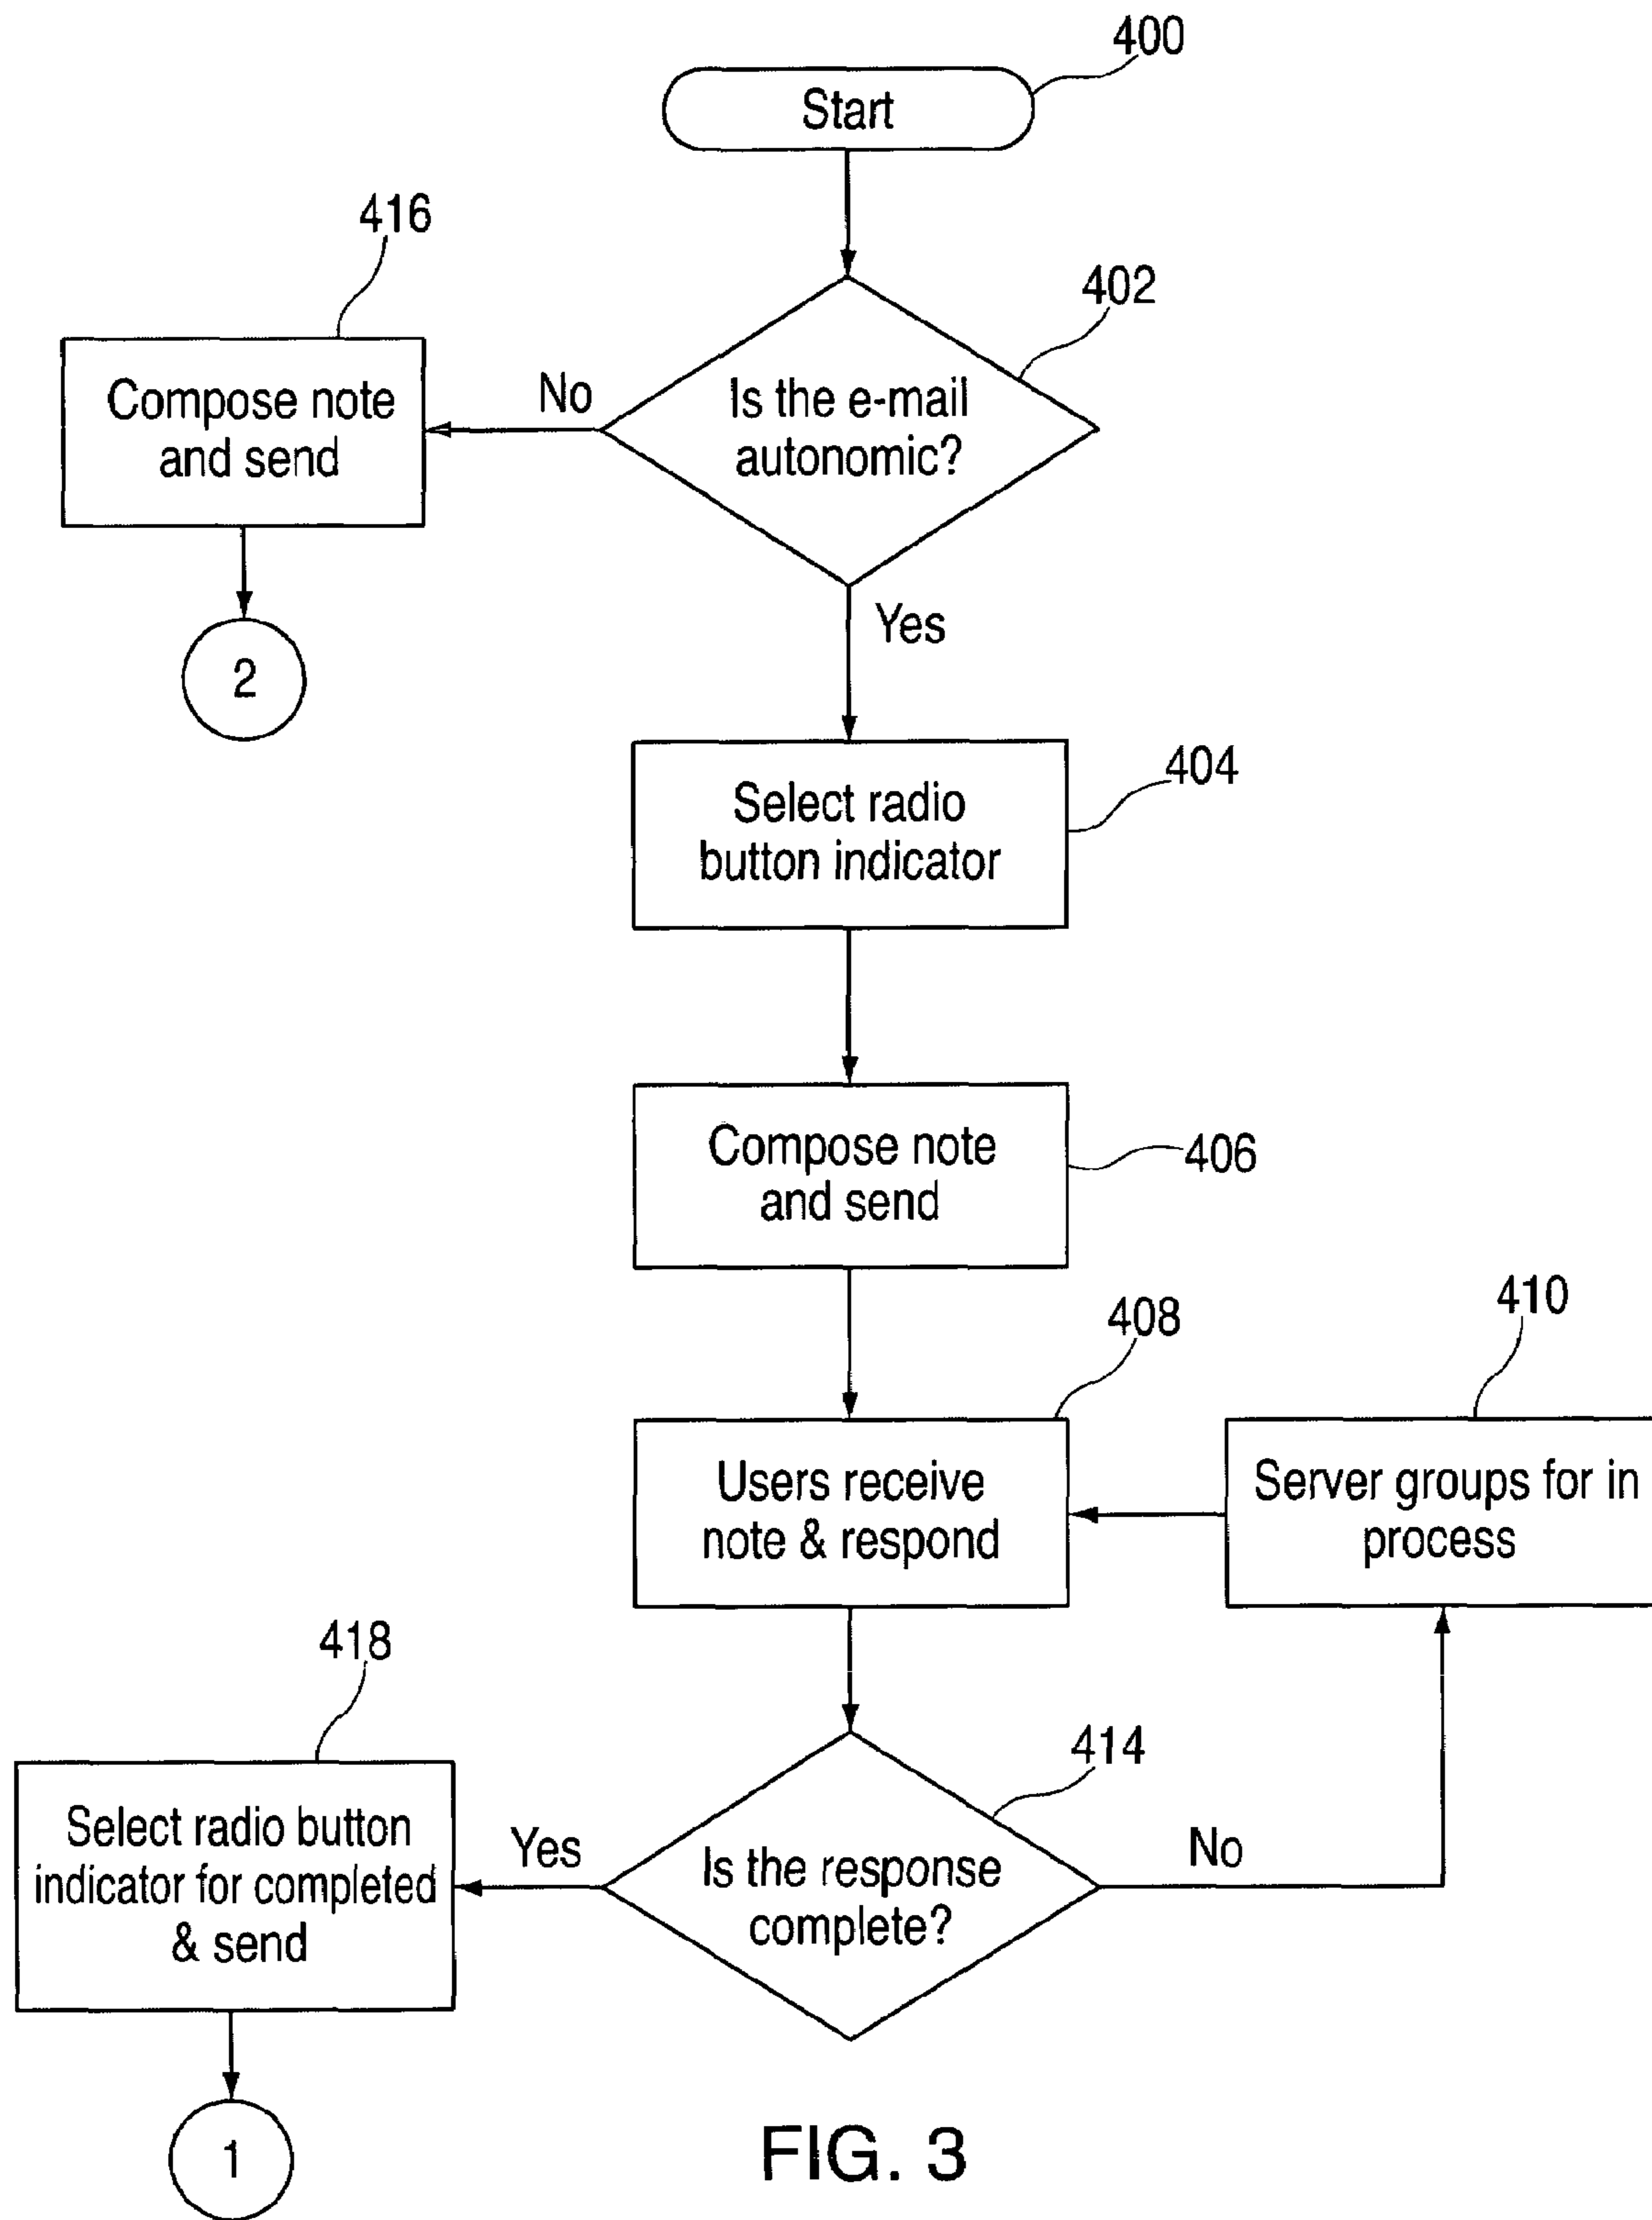 400
Start
416
402
Compose note
and send
No
Is the e-mail
autonomic?
Yes
2
404
Select radio
button indicator
Compose note
and send
406
408
410
Users receive
note & respond
Server groups for in
process
418
414
Select radio button
indicator for completed
& send
Yes
Is the response
complete?
No
1
FIG. 3